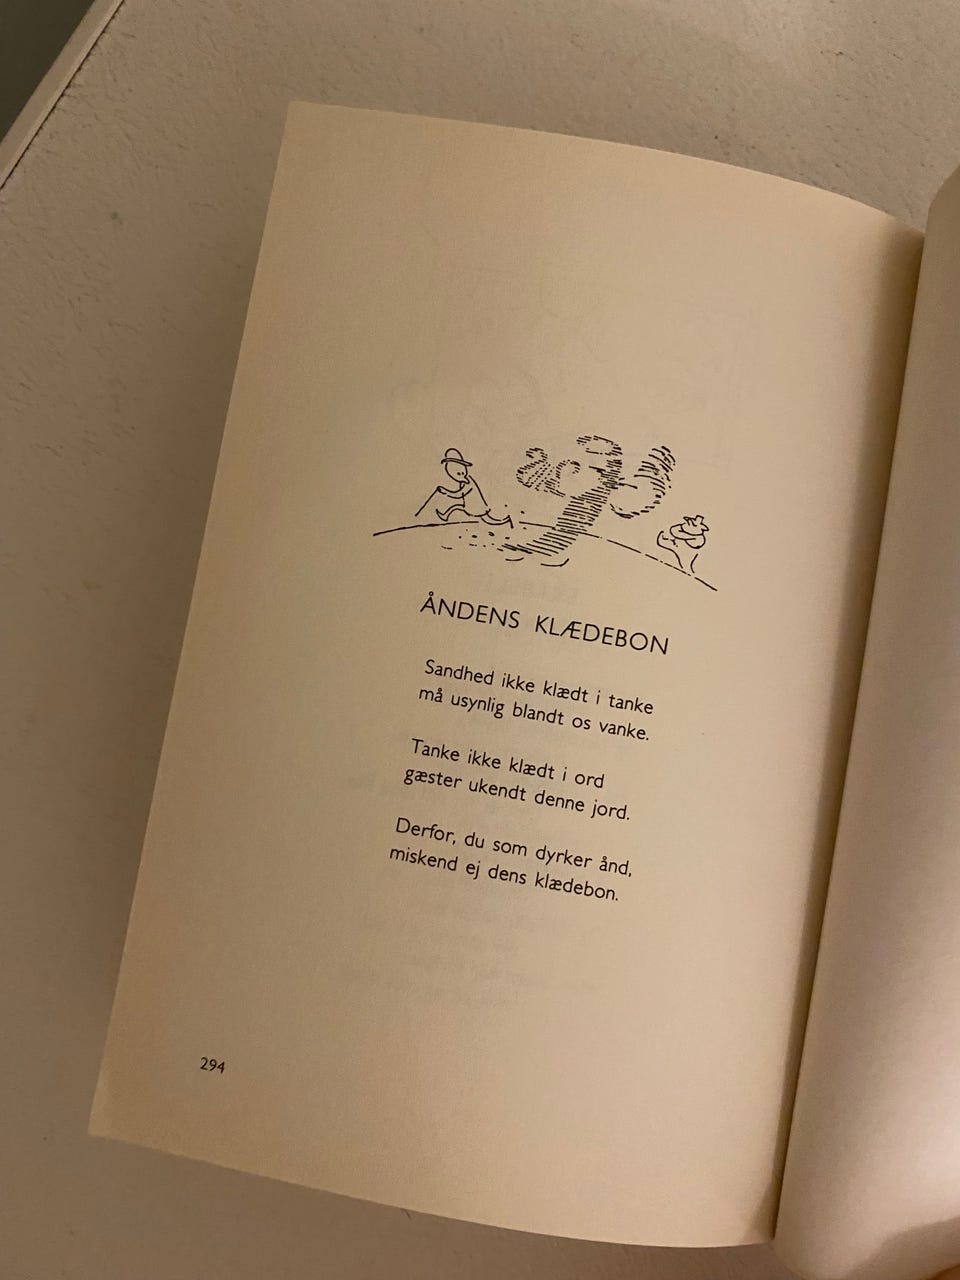 ÅNDENS KLÆDEBON
Sandhed ikke klædt i tanke
må usynlig blandt os vanke.
Tanke ikke klædt i ord
gæster ukendt denne jord.
Derfor, du som dyrker ånd,
miskend ej dens klædebon.
294